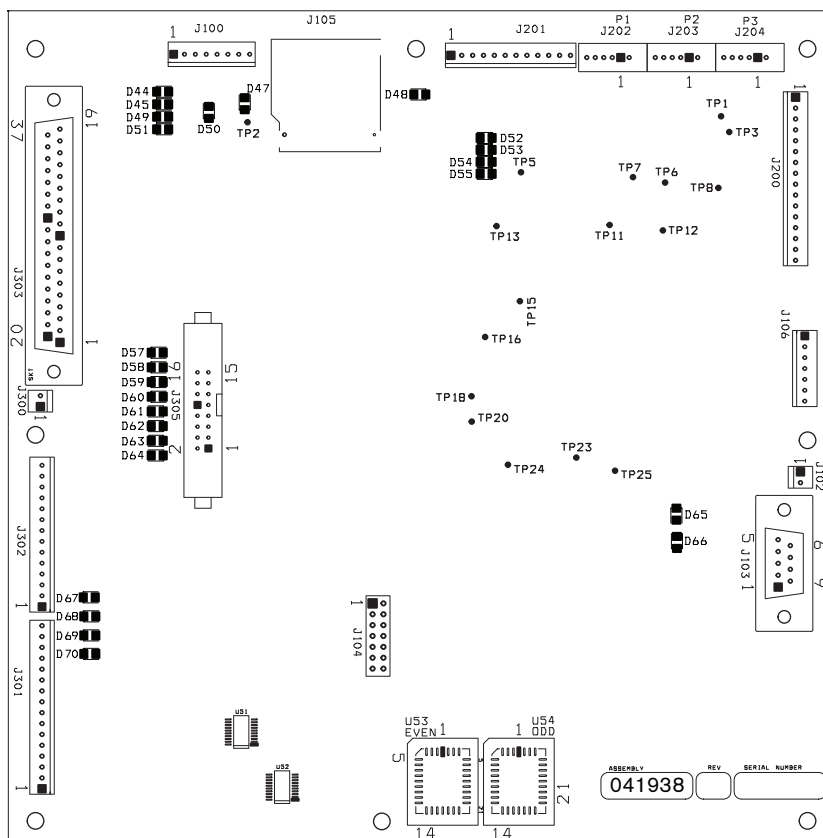 J105
P1 P2 P3
1 J100 1 J201 J202 J203 J204
1 1 1
D47
D44
D45
D49
D51
D50
TP2
D48
1
TP1
TP3
J200
D52
D53
D54
D55
TP5
TP7
TP6
TP8
TP13
TP11
TP12
37
19
J303
20
1
SK1
J300
1
TP15
TP16
J106
D57
D58
D59
D60
D61
D62
D63
D64
16
15
J305
2
1
TP18
TP20
TP23
TP24
TP25
1
J102
D65
D66
5
6
J103
1
9
J302
1
D67
D68
D69
D70
1
J104
J301
1
U51
U52
U53
EVEN 1
5
14
U54
1 ODD
21
14
ASSEMBLY REV SERIAL NUMBER
041938